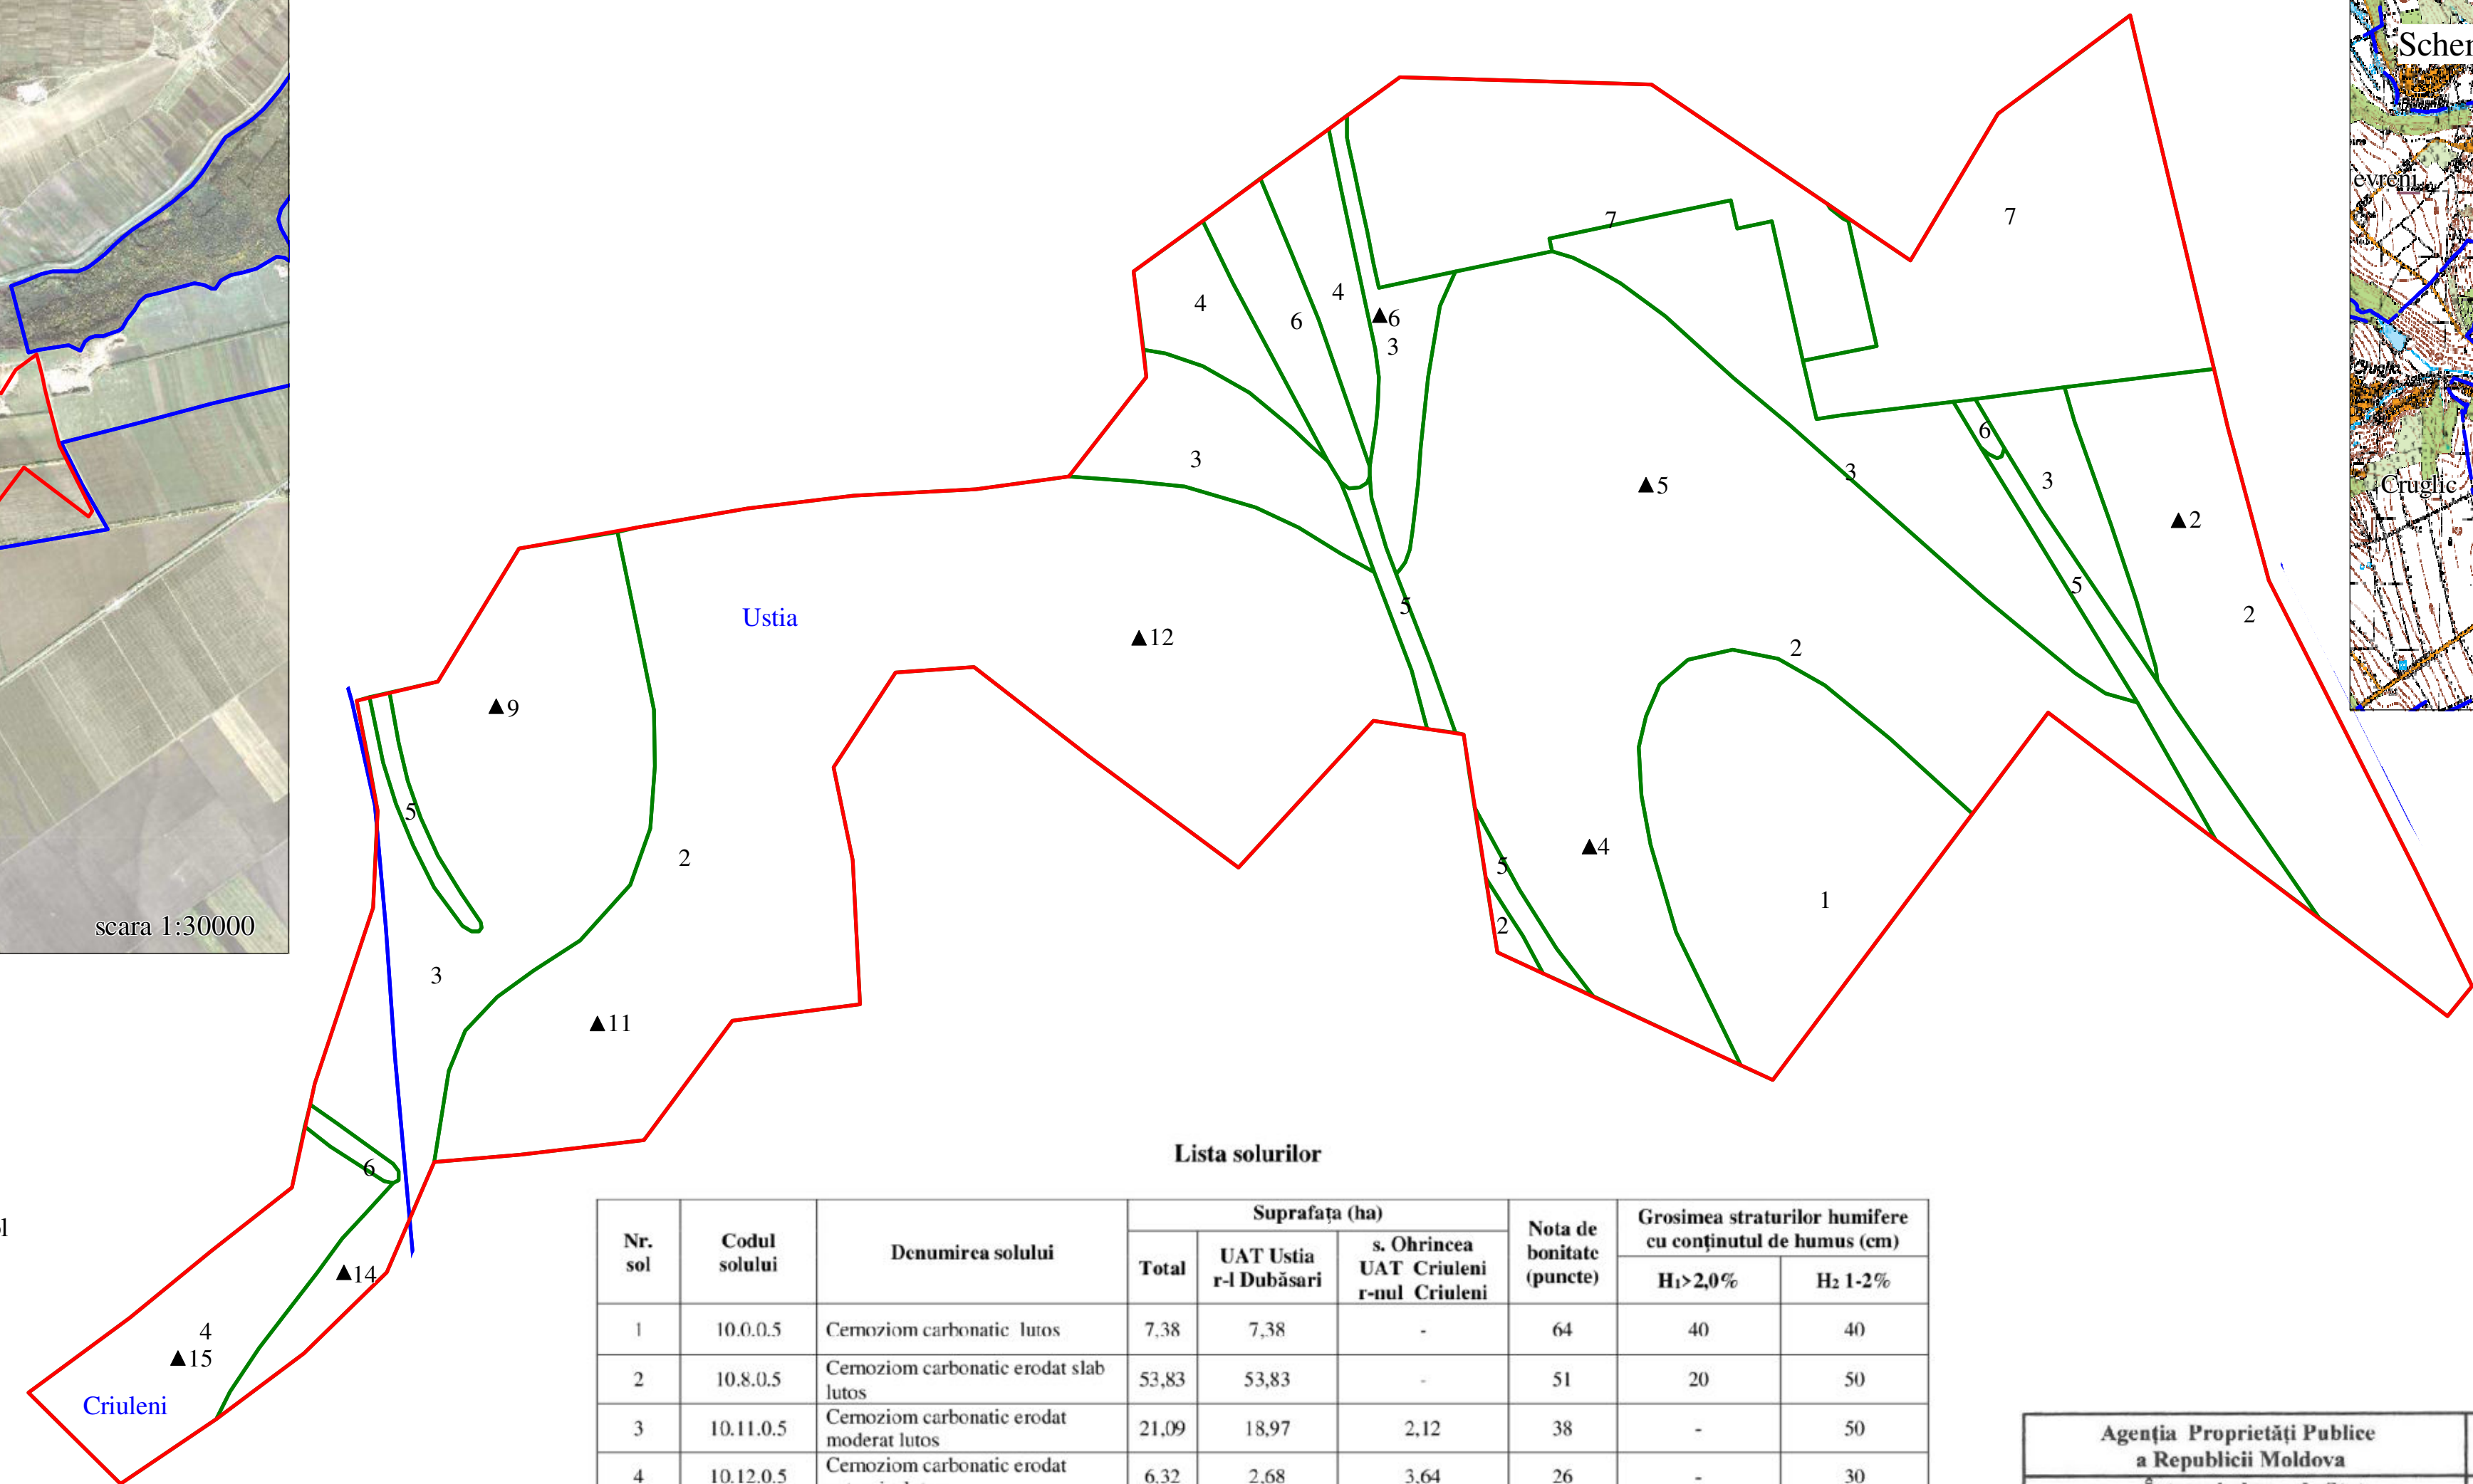 Scher
evreni
Cruglic
Cruglic
7
7
4
4
6
▲6
3
3
6
3
▲5
3
▲2
5
2
Ustia
5
▲12
2
▲9
5
2
▲4
5
1
2
scara 1:30000
3
▲11
6
l
▲14
4
▲15
Criuleni
Lista solurilor
Nr. sol
Codul solului
Denumirea solului
Suprafaţa (ha)
Total
UAT Ustia r-l Dubăsari
s. Ohrincea UAT Criuleni r-nul Criuleni
Nota de bonitate (puncte)
Grosimea straturilor humifere cu conţinutul de humus (cm)
H₁>2,0%
H₂ 1-2%
1 10.0.0.5 Cernoziom carbonatic lutos 7,38 7,38 - 64 40 40
2 10.8.0.5 Cernoziom carbonatic erodat slab lutos 53,83 53,83 - 51 20 50
3 10.11.0.5 Cernoziom carbonatic erodat moderat lutos 21,09 18,97 2,12 38 - 50
4 10.12.0.5 Cernoziom carbonatic erodat 6,32 2,68 3,64 26 - 30
Agenţia Proprietăţi Publice
a Republicii Moldova